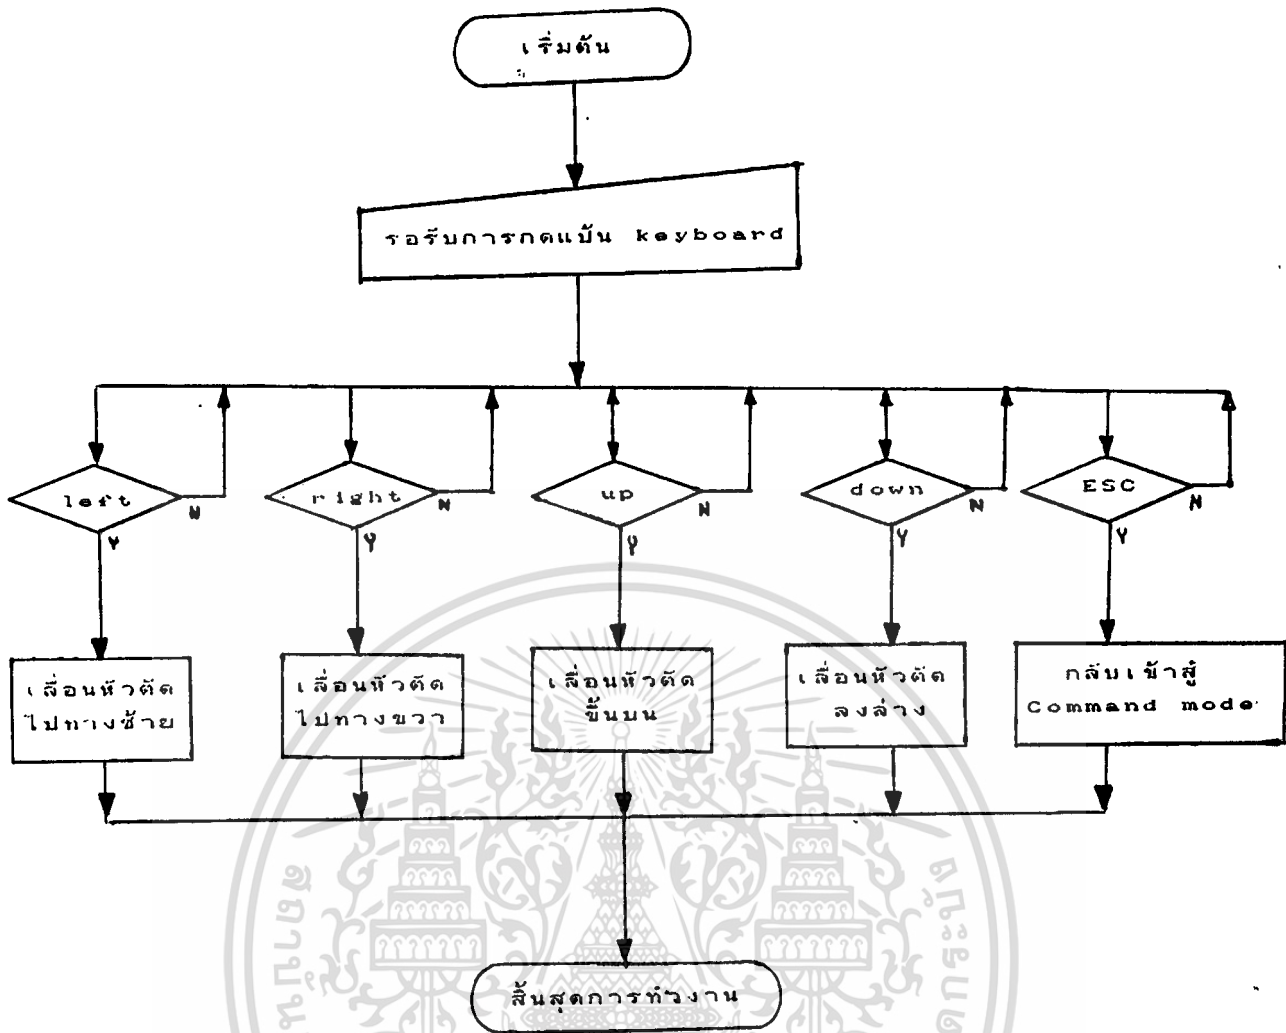 เริ่มต้น
รอรับการกดแป้น keyboard
left
N
Y
right
N
Y
up
N
Y
down
N
Y
ESC
N
Y
เลื่อนหัวตัด
ไปทางซ้าย
เลื่อนหัวตัด
ไปทางขวา
เลื่อนหัวตัด
ขึ้นบน
เลื่อนหัวตัด
ลงล่าง
กลับเข้าสู่
Command mode
สิ้นสุดการทำงาน